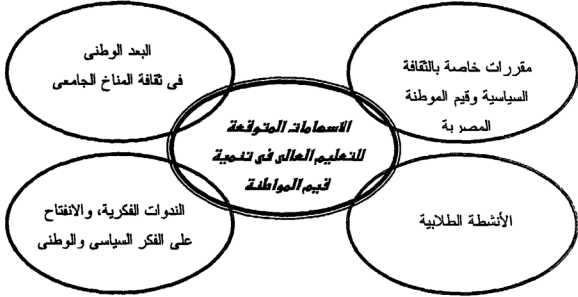 مقررات خاصة بالثقافة
السياسية وقيم الموطنة
المصرية
البعد الوطنى
فى ثقافة المناخ الجامعى
الاسهامات المتوقعة
للتعليم العالى فى تنمية
قيم المواطنة
الأنشطة الطلابية
الندوات الفكرية، والانفتاح
على الفكر السياسى والوطنى